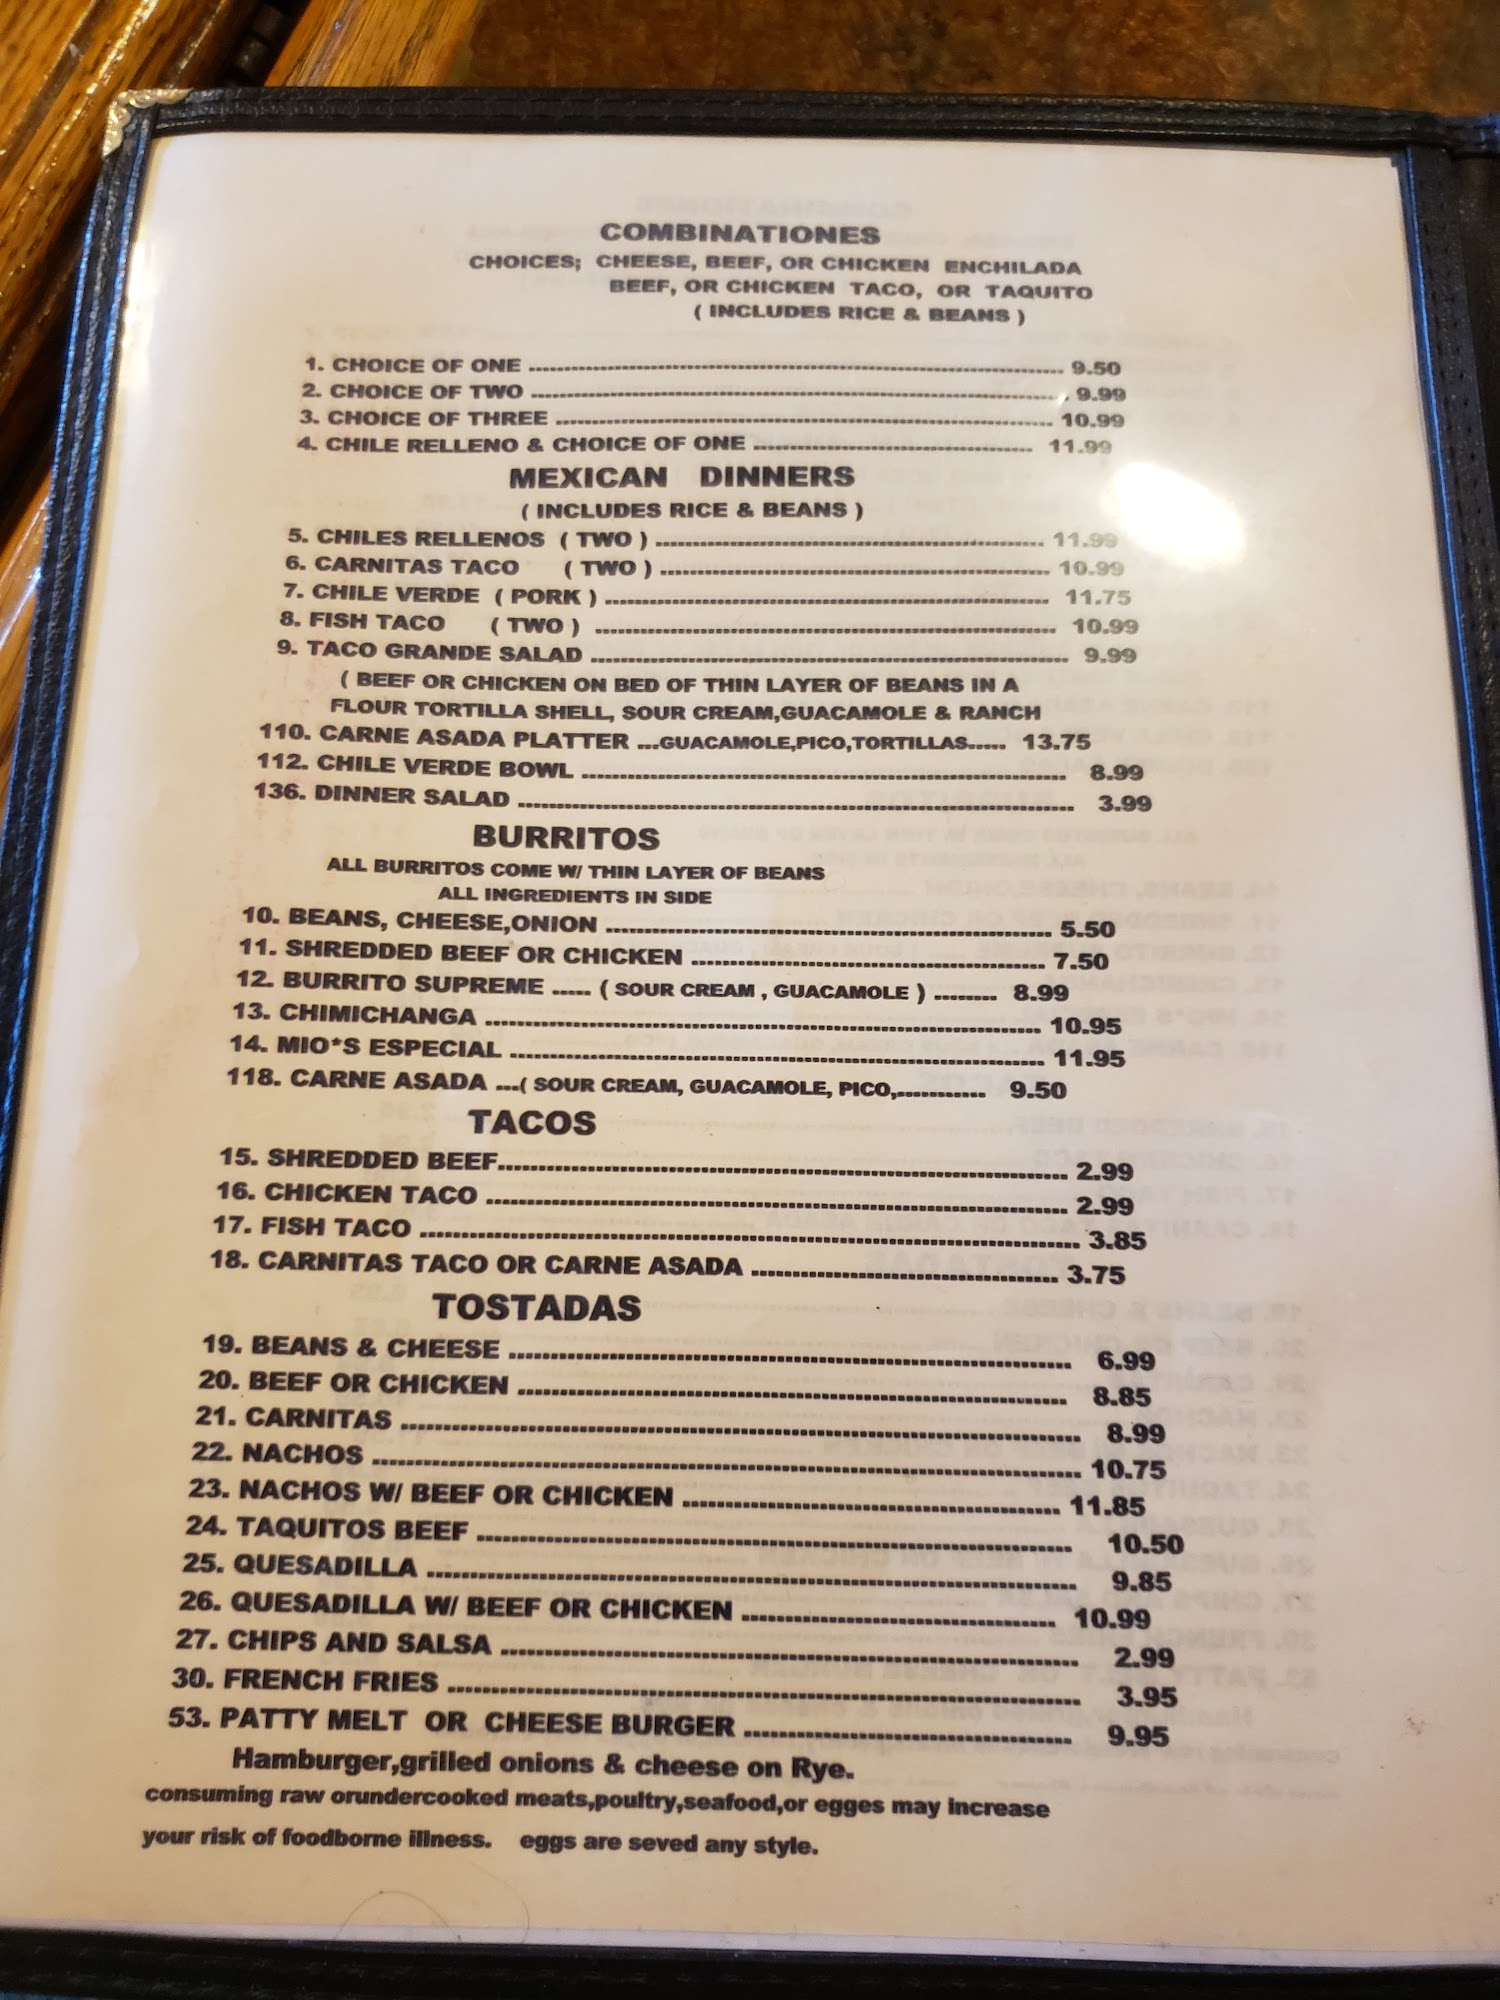 COMBINATIONES
CHOICES; CHEESE, BEEF, OR CHICKEN ENCHILADA
BEEF, OR CHICKEN TACO, OR TAQUITO
( INCLUDES RICE & BEANS )
1. CHOICE OF ONE ........................ 9.50
2. CHOICE OF TWO ........................ 9.99
3. CHOICE OF THREE ........................ 10.99
4. CHILE RELLENO & CHOICE OF ONE ........................ 11.99
MEXICAN DINNERS
( INCLUDES RICE & BEANS )
5. CHILES RELLENOS ( TWO ) ........................ 11.99
6. CARNITAS TACO ( TWO ) ........................ 10.99
7. CHILE VERDE ( PORK ) ........................ 11.75
8. FISH TACO ( TWO ) ........................ 10.99
9. TACO GRANDE SALAD ........................ 9.99
( BEEF OR CHICKEN ON BED OF THIN LAYER OF BEANS IN A
FLOUR TORTILLA SHELL, SOUR CREAM,GUACAMOLE & RANCH
110. CARNE ASADA PLATTER ...GUACAMOLE,PICO,TORTILLAS..... 13.75
112. CHILE VERDE BOWL ........................ 8.99
136. DINNER SALAD ........................ 3.99
BURRITOS
ALL BURRITOS COME W/ THIN LAYER OF BEANS
ALL INGREDIENTS IN SIDE
10. BEANS, CHEESE,ONION ........................ 5.50
11. SHREDDED BEEF OR CHICKEN ........................ 7.50
12. BURRITO SUPREME ..... ( SOUR CREAM , GUACAMOLE ) ........ 8.99
13. CHIMICHANGA ........................ 10.95
14. MIO*S ESPECIAL ........................ 11.95
118. CARNE ASADA ...( SOUR CREAM, GUACAMOLE, PICO,........... 9.50
TACOS
15. SHREDDED BEEF........................ 2.99
16. CHICKEN TACO ........................ 2.99
17. FISH TACO ........................ 3.85
18. CARNITAS TACO OR CARNE ASADA ........................ 3.75
TOSTADAS
19. BEANS & CHEESE ........................ 6.99
20. BEEF OR CHICKEN ........................ 8.85
21. CARNITAS ........................ 8.99
22. NACHOS ........................ 10.75
23. NACHOS W/ BEEF OR CHICKEN ........................ 11.85
24. TAQUITOS BEEF ........................ 10.50
25. QUESADILLA ........................ 9.85
26. QUESADILLA W/ BEEF OR CHICKEN ........................ 10.99
27. CHIPS AND SALSA ........................ 2.99
30. FRENCH FRIES ........................ 3.95
53. PATTY MELT OR CHEESE BURGER ........................ 9.95
Hamburger,grilled onions & cheese on Rye.
consuming raw orundercooked meats,poultry,seafood,or egges may increase
your risk of foodborne illness. eggs are seved any style.